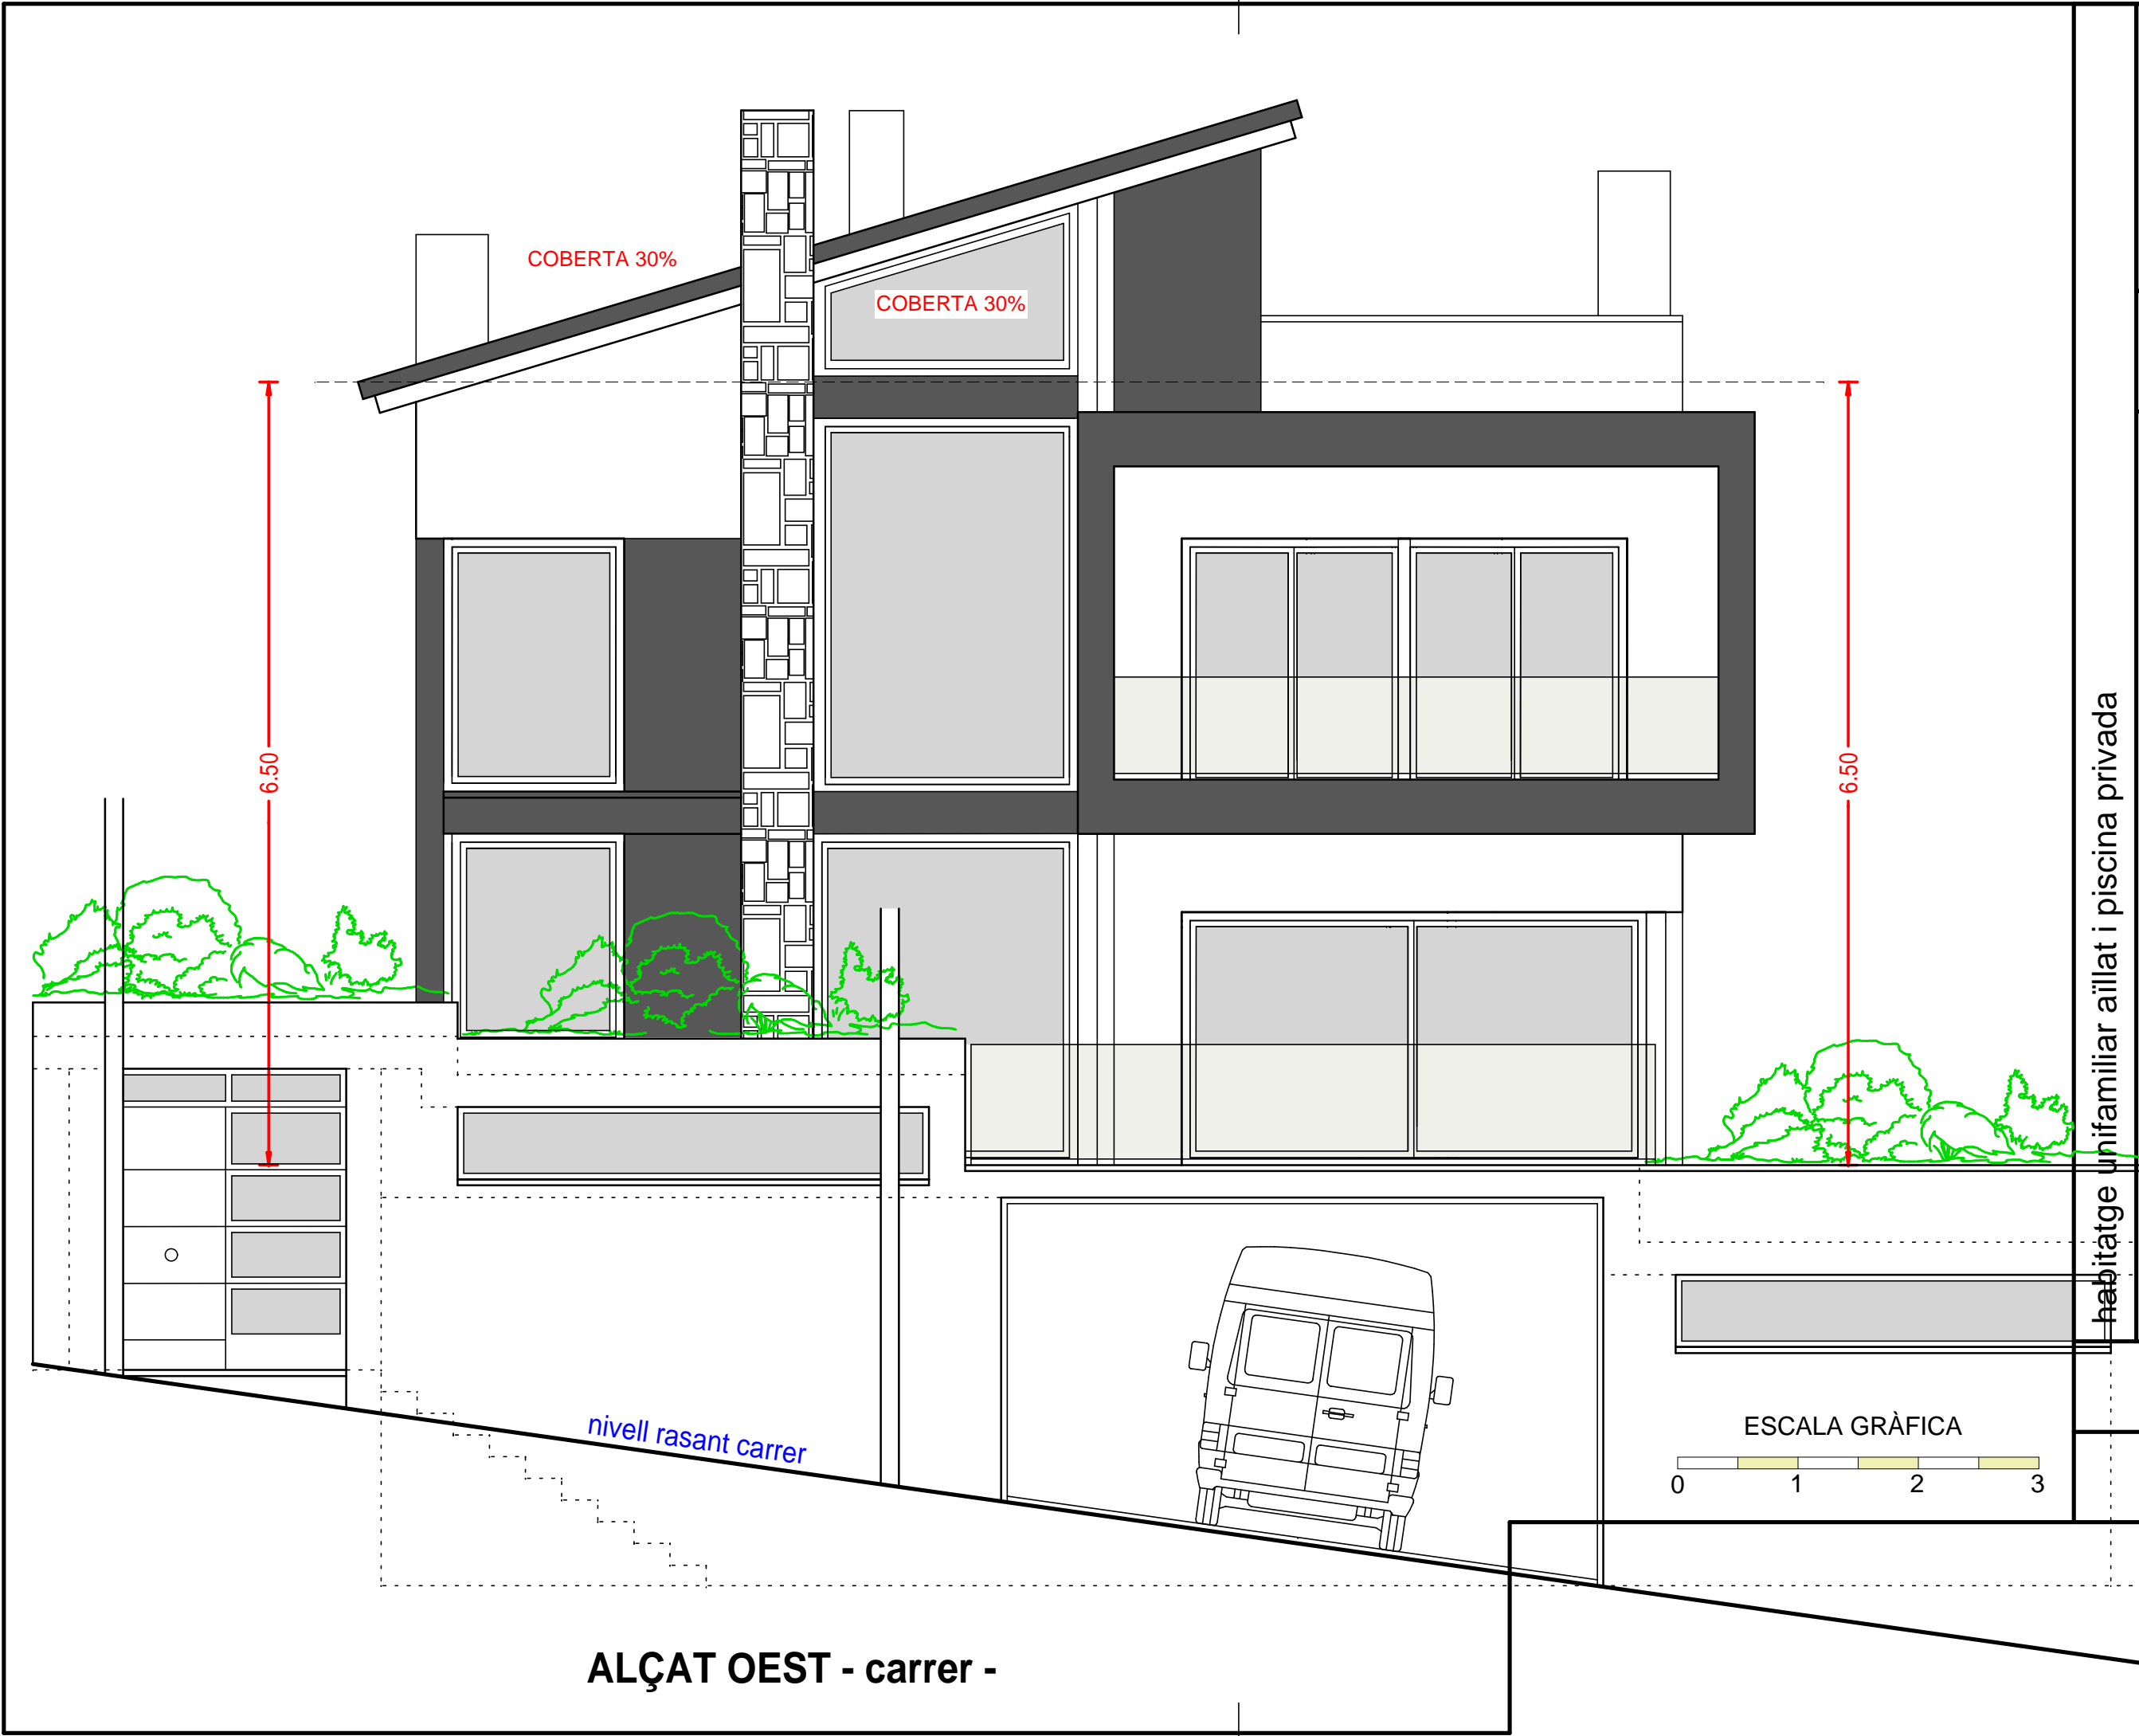 COBERTA 30%
COBERTA 30%
6.50
6.50
habitatge unifamiliar aïllat i piscina privada
nivell rasant carrer
ESCALA GRÀFICA
0 1 2 3
ALÇAT OEST - carrer -